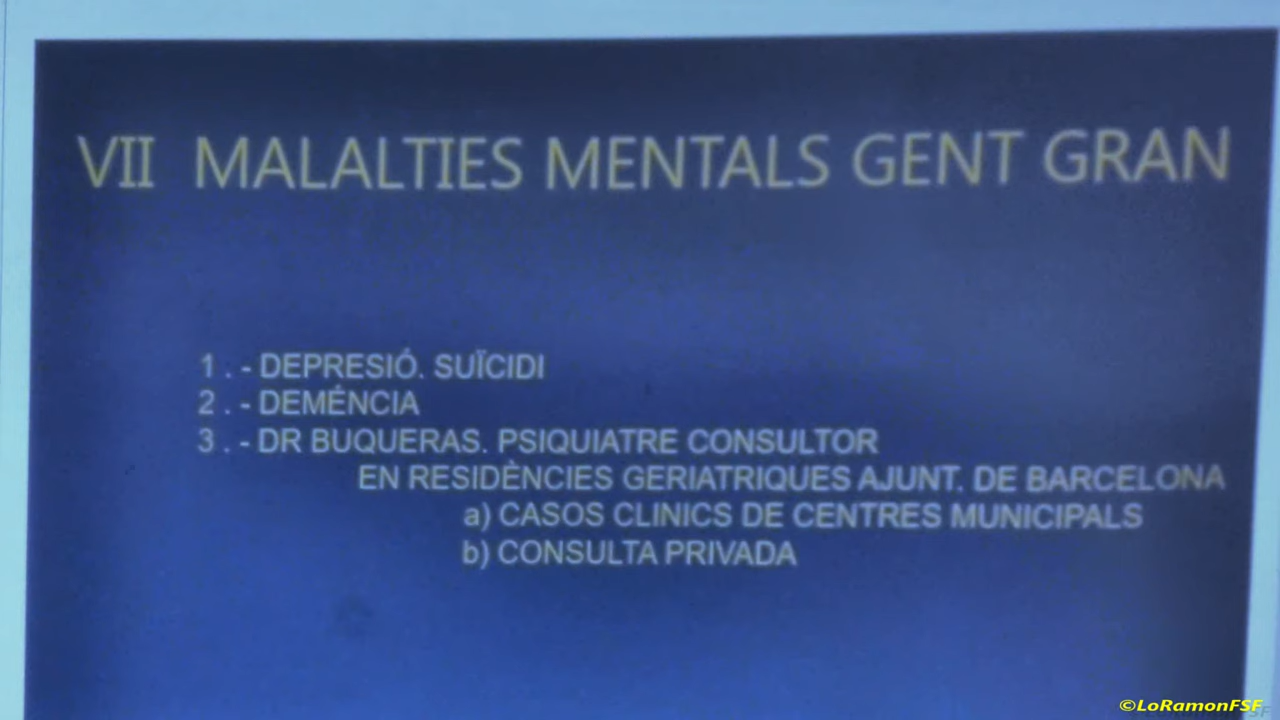 VII MALALTIES MENTALS GENT GRAN
1 . - DEPRESIÓ. SUÏCIDI
2 . - DEMÉNCIA
3 . - DR BUQUERAS. PSIQUIATRE CONSULTOR
EN RESIDÈNCIES GERIATRIQUES AJUNT. DE BARCELONA
a) CASOS CLINICS DE CENTRES MUNICIPALS
b) CONSULTA PRIVADA
©LoRamonFSF